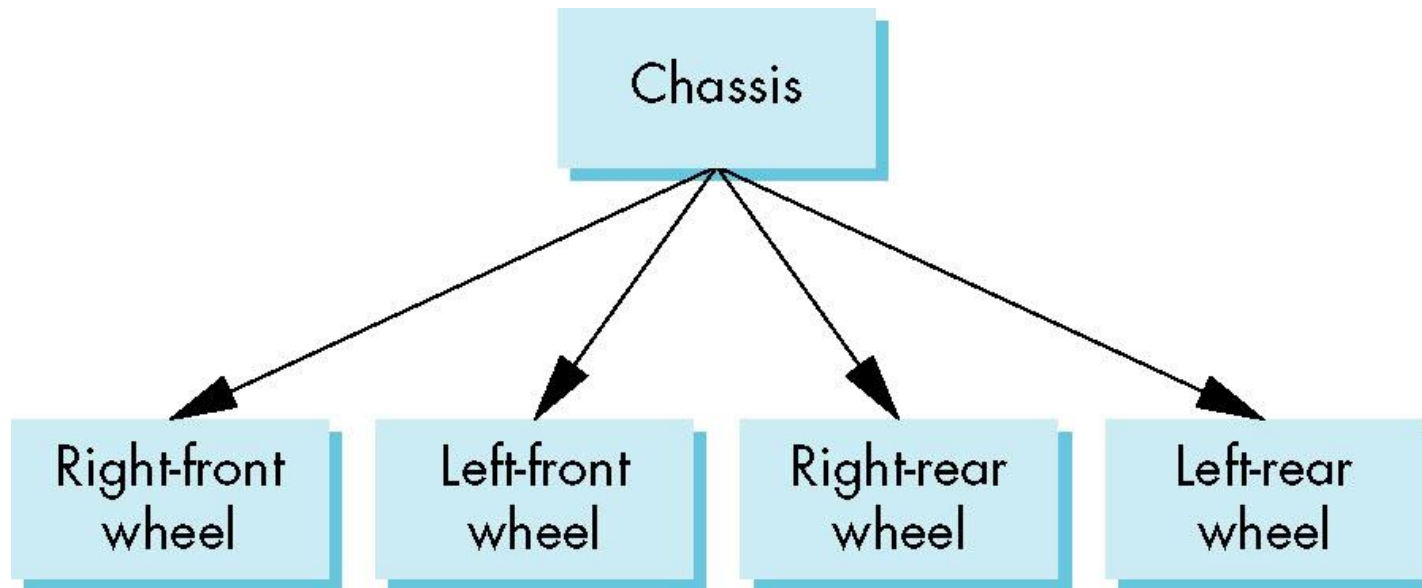 Chassis
Right-front
wheel
Left-front
wheel
Right-rear
wheel
Left-rear
wheel